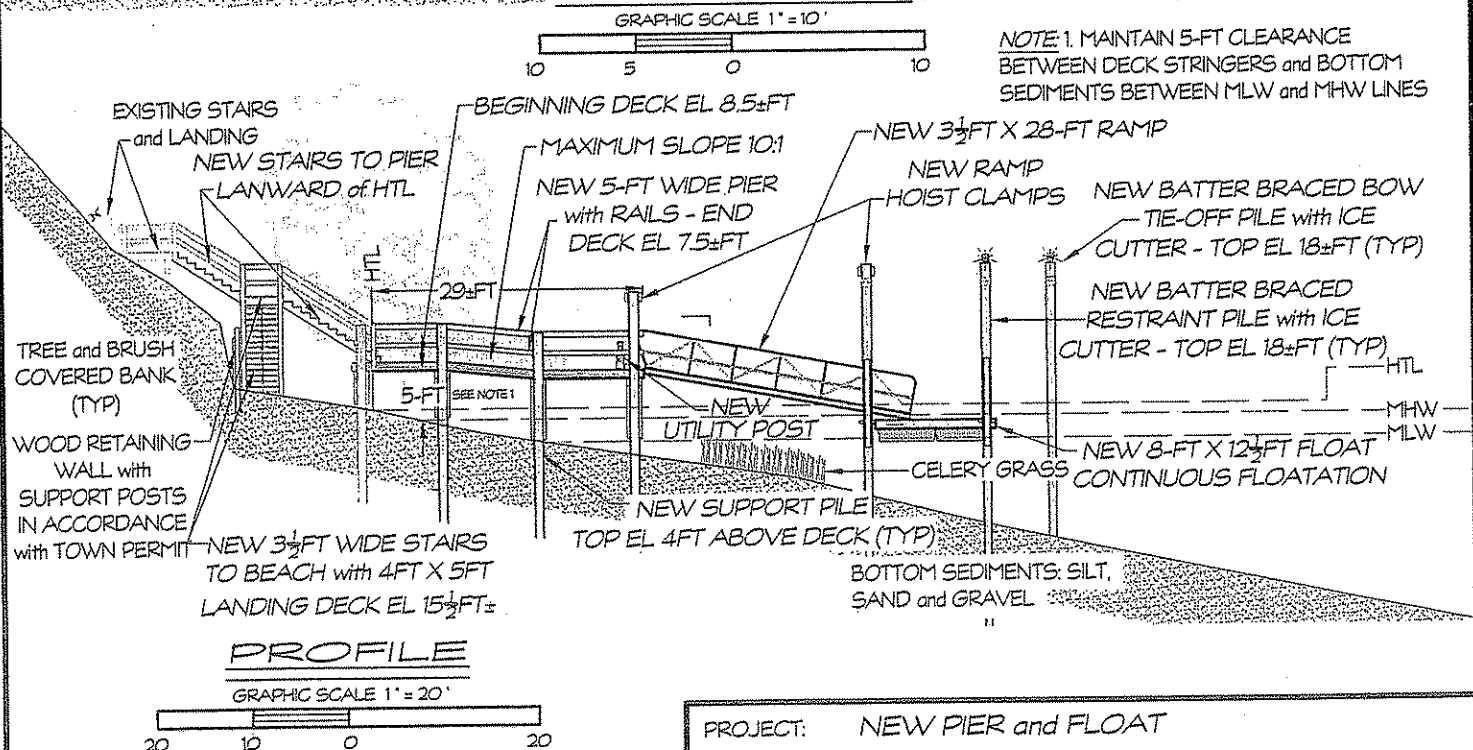 GRAPHIC SCALE 1" = 10'
10 5 0 10
NOTE: 1. MAINTAIN 5-FT CLEARANCE
BETWEEN DECK STRINGERS and BOTTOM
SEDIMENTS BETWEEN MLW and MHW LINES
EXISTING STAIRS
and LANDING
NEW STAIRS TO PIER
LANWARD of HTL
BEGINNING DECK EL 8.5±FT
MAXIMUM SLOPE 10:1
NEW 5-FT WIDE PIER
with RAILS - END
DECK EL 7.5±FT
NEW 3½FT X 28-FT RAMP
NEW RAMP
HOIST CLAMPS
NEW BATTER BRACED BOW
TIE-OFF PILE with ICE
CUTTER - TOP EL 18±FT (TYP)
NEW BATTER BRACED
RESTRAINT PILE with ICE
CUTTER - TOP EL 18±FT (TYP)
HTL
29±FT
HTL
MHW
MLW
TREE and BRUSH
COVERED BANK
(TYP)
5-FT SEE NOTE 1
NEW
UTILITY POST
WOOD RETAINING
WALL with
SUPPORT POSTS
IN ACCORDANCE
with TOWN PERMIT
CELERY GRASS
NEW 8-FT X 12½FT FLOAT
CONTINUOUS FLOATATION
NEW SUPPORT PILE
TOP EL 4FT ABOVE DECK (TYP)
NEW 3½FT WIDE STAIRS
TO BEACH with 4FT X 5FT
LANDING DECK EL 15½FT±
BOTTOM SEDIMENTS: SILT,
SAND and GRAVEL
PROFILE
GRAPHIC SCALE 1" = 20'
20 10 0 20
PROJECT: NEW PIER and FLOAT